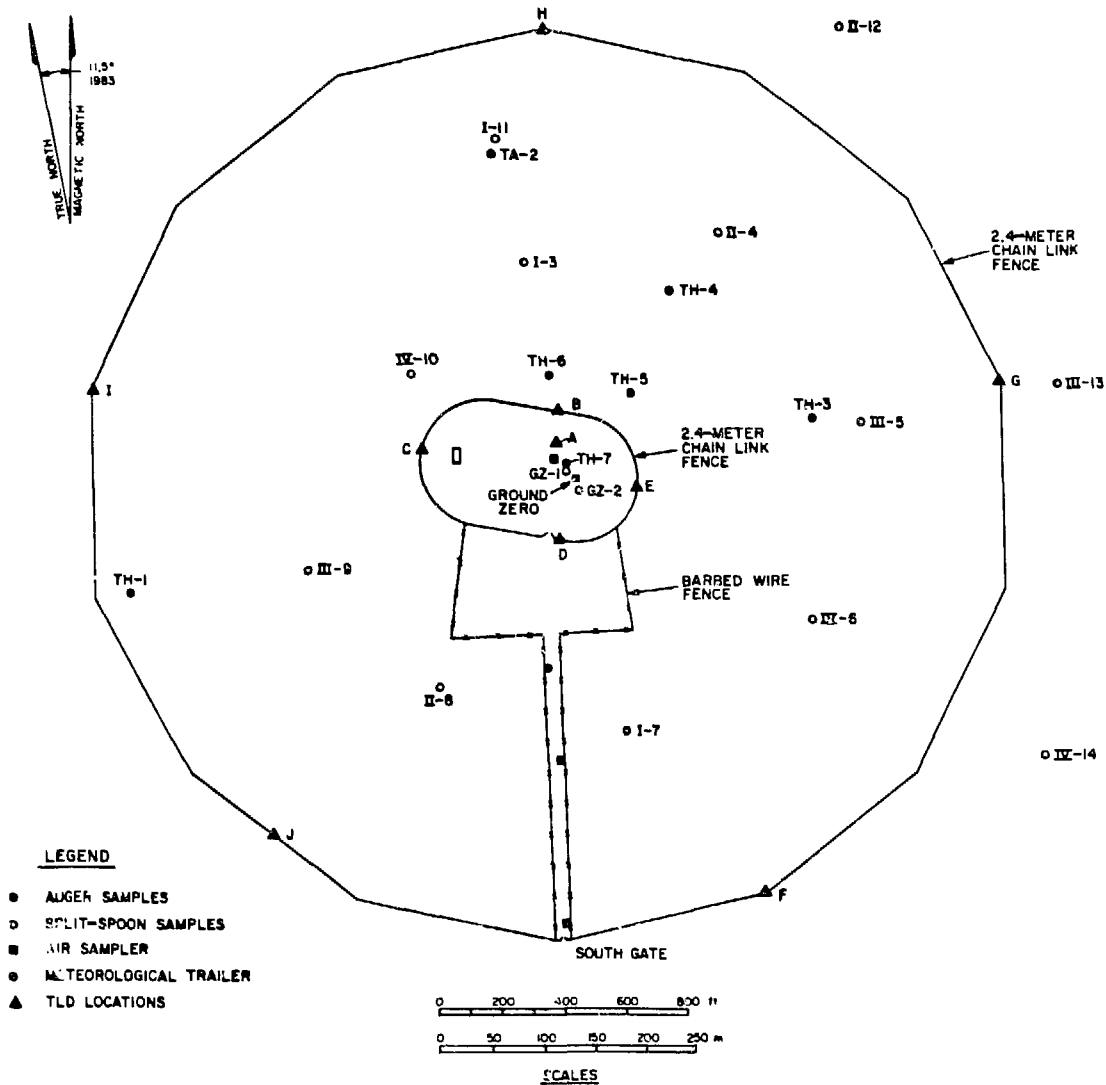 H
II-12
11.5°
1983
TRUE NORTH
MAGNETIC NORTH
I-11
TA-2
II-4
2.4-METER
CHAIN LINK
FENCE
I-3
TH-4
IV-10
TH-6
TH-5
I
G
III-13
B
TH-3
III-5
C
A
2.4-METER
CHAIN LINK
FENCE
TH-7
GZ-1
GROUND
ZERO
GZ-2
E
D
TH-1
III-9
BARBED WIRE
FENCE
IX-6
II-8
I-7
IV-14
J
F
LEGEND
AUGER SAMPLES
SPLIT-SPOON SAMPLES
AIR SAMPLER
METEOROLOGICAL TRAILER
TLD LOCATIONS
SOUTH GATE
0 200 400 600 800 ft
0 50 100 150 200 250 m
SCALES